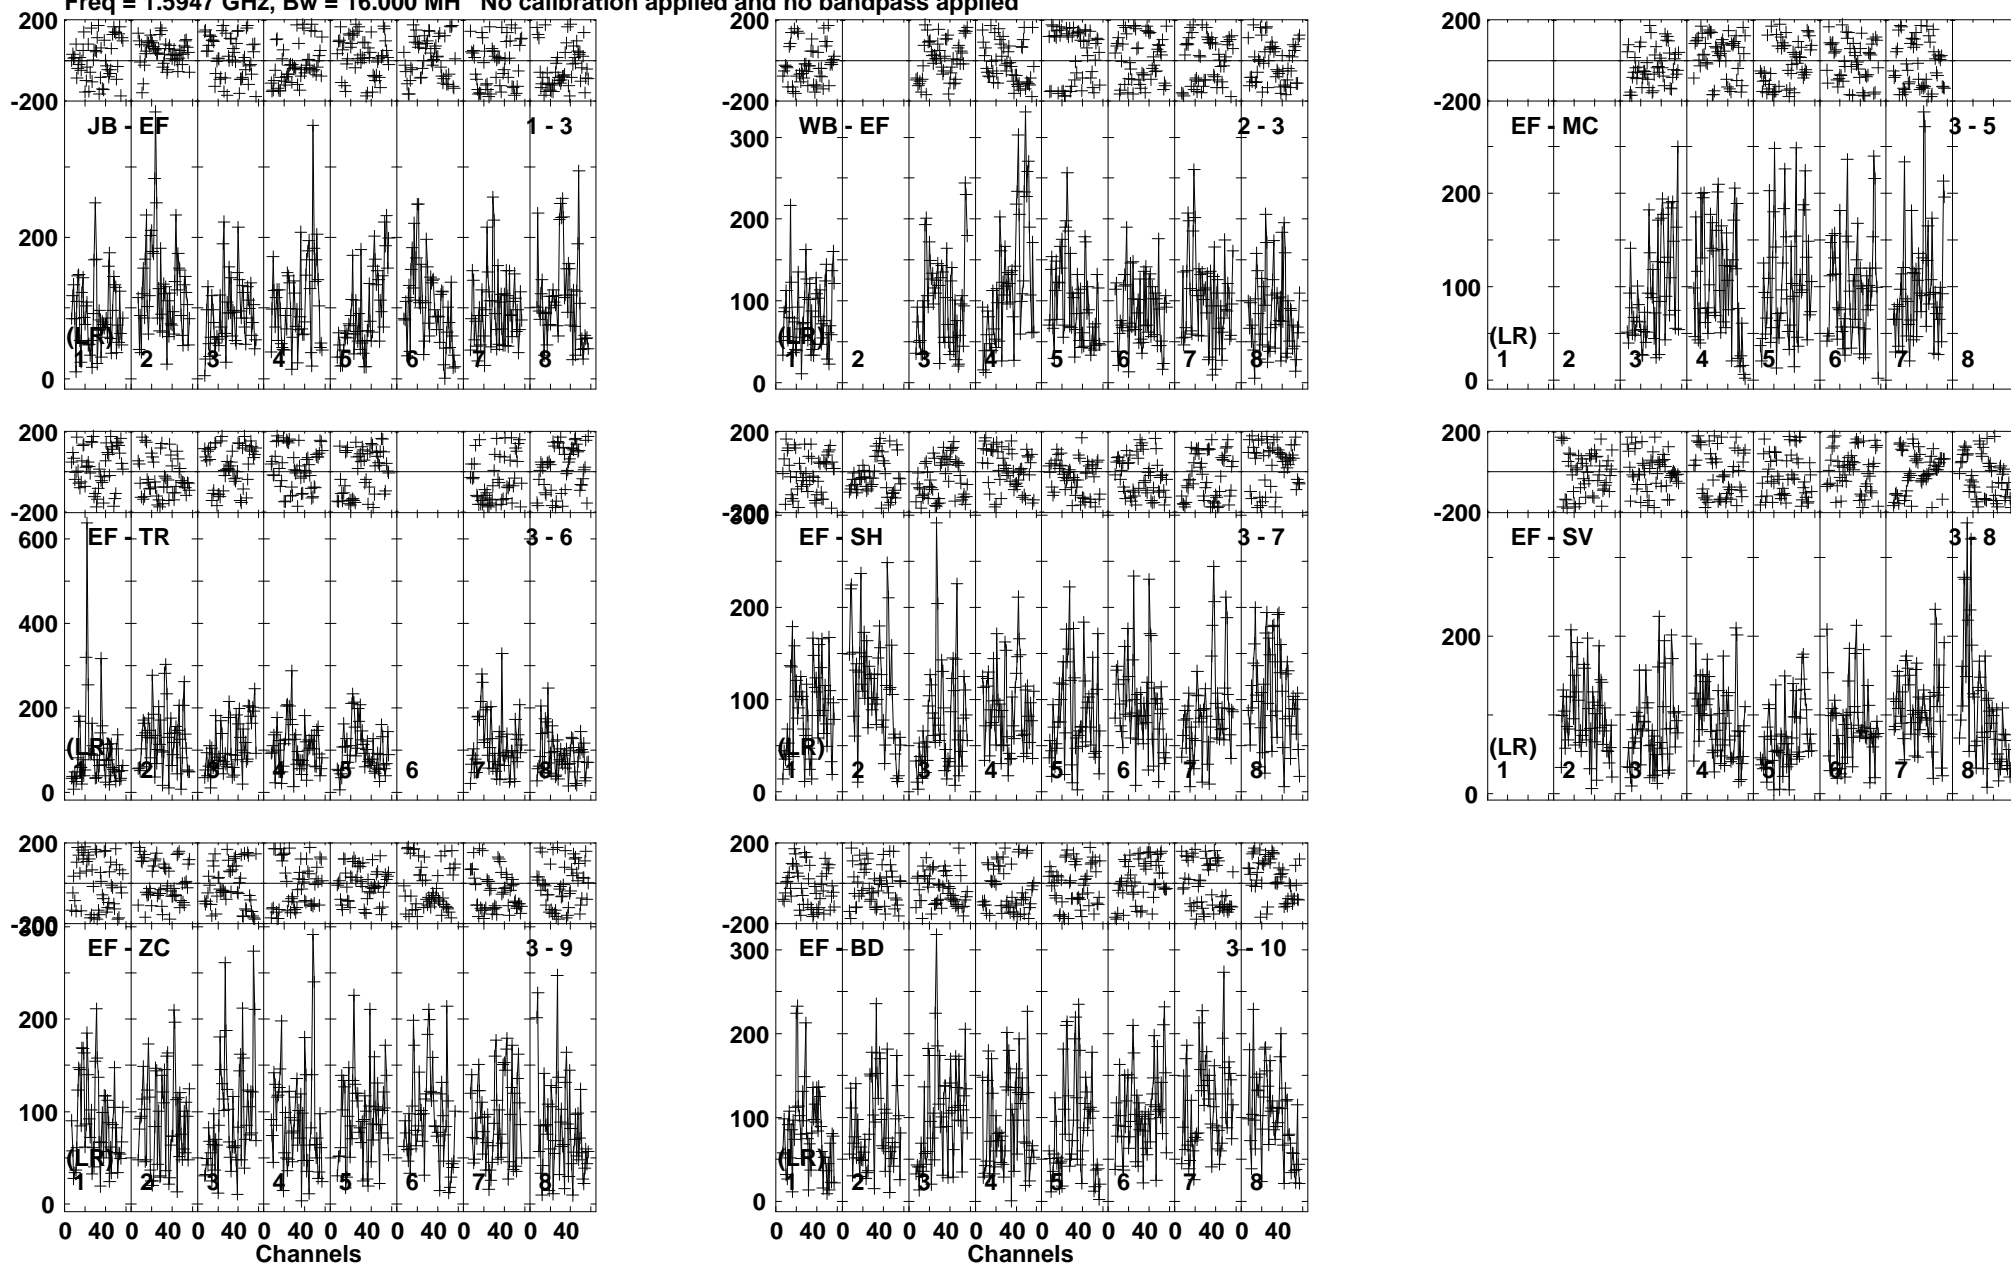 Freq = 1.5947 GHz, Bw = 16.000 MH No calibration applied and no bandpass applied
200 200 200
-200 -200 -200
JB - EF 1 - 3 WB - EF 2 - 3 EF - MC 3 - 5
200 0
300 200 100 0
300 200 100 0
(LR) (LR) (LR)
1 2 3 4 5 6 7 8 1 2 3 4 5 6 7 8 1 2 3 4 5 6 7 8
200 200 200
-200 -200 -200
EF - TR 3 - 6 EF - SH 3 - 7 EF - SV 3 - 8
600 400 200 0
300 200 100 0
200 0
(LR) (LR) (LR)
1 2 3 4 5 6 7 8 1 2 3 4 5 6 7 8 1 2 3 4 5 6 7 8
200 200
-200 -200
EF - ZC 3 - 9 EF - BD 3 - 10
300 200 100 0
300 200 100 0
(LR) (LR)
1 2 3 4 5 6 7 8 1 2 3 4 5 6 7 8
0 40 0 40 0 40 0 40 0 40 0 40 0 40 0 40 0 40 0 40 0 40 0 40 0 40 0 40 0 40 0 40
Channels Channels